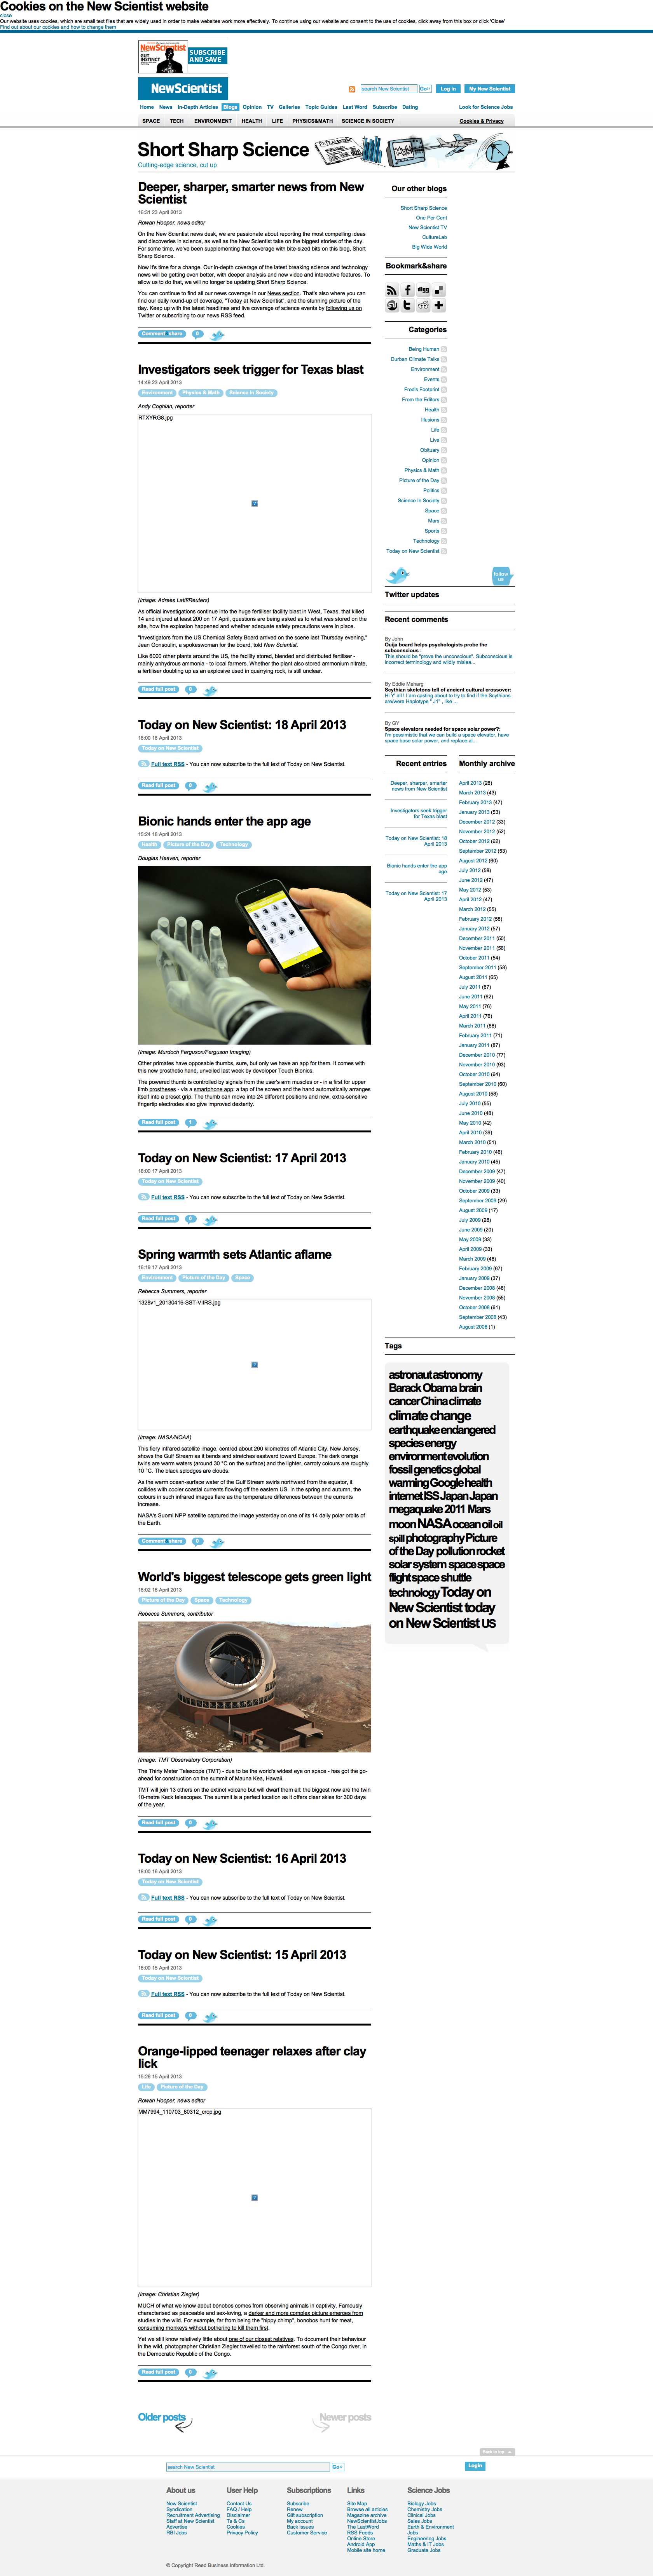 Cookies on the New Scientist website
close
Our website uses cookies, which are small text files that are widely used in order to make websites work more effectively. To continue using our website and consent to the use of cookies, click away from this box or click 'Close'
Find out about our cookies and how to change them
NewScientist
GUT INSTINCT
SUBSCRIBE AND SAVE
NewScientist
search New Scientist
Go»
Log in
My New Scientist
Home News In-Depth Articles Blogs Opinion TV Galleries Topic Guides Last Word Subscribe Dating
Look for Science Jobs
SPACE TECH ENVIRONMENT HEALTH LIFE PHYSICS&MATH SCIENCE IN SOCIETY
Cookies & Privacy
Short Sharp Science
Cutting-edge science, cut up
Deeper, sharper, smarter news from New
Scientist
16:31 23 April 2013
Rowan Hooper, news editor
On the New Scientist news desk, we are passionate about reporting the most compelling ideas
and discoveries in science, as well as the New Scientist take on the biggest stories of the day.
For some time, we've been supplementing that coverage with bite-sized bits on this blog, Short
Sharp Science.
Now it's time for a change. Our in-depth coverage of the latest breaking science and technology
news will be getting even better, with deeper analysis and new video and interactive features. To
allow us to do that, we will no longer be updating Short Sharp Science.
You can continue to find all our news coverage in our News section. That's also where you can
find our daily round-up of coverage, "Today at New Scientist", and the stunning picture of the
day. Keep up with the latest headlines and live coverage of science events by following us on
Twitter or subscribing to our news RSS feed.
0
Investigators seek trigger for Texas blast
14:49 23 April 2013
Environment Physics & Math Science In Society
Andy Coghlan, reporter
RTXYRG8.jpg
(Image: Adrees Latif/Reuters)
As official investigations continue into the huge fertiliser facility blast in West, Texas, that killed
14 and injured at least 200 on 17 April, questions are being asked as to what was stored on the
site, how the explosion happened and whether adequate safety precautions were in place.
"Investigators from the US Chemical Safety Board arrived on the scene last Thursday evening,"
Jean Gonsoulin, a spokeswoman for the board, told New Scientist.
Like 6000 other plants around the US, the facility stored, blended and distributed fertiliser -
mainly anhydrous ammonia - to local farmers. Whether the plant also stored ammonium nitrate,
a fertiliser doubling up as an explosive used in quarrying rock, is still unclear.
Read full post
0
Today on New Scientist: 18 April 2013
18:00 18 April 2013
Today on New Scientist
Full text RSS - You can now subscribe to the full text of Today on New Scientist.
Read full post
0
Bionic hands enter the app age
15:24 18 April 2013
Health Picture of the Day Technology
Douglas Heaven, reporter
(Image: Murdoch Ferguson/Ferguson Imaging)
Other primates have opposable thumbs, sure, but only we have an app for them. It comes with
this new prosthetic hand, unveiled last week by developer Touch Bionics.
The powered thumb is controlled by signals from the user's arm muscles or - in a first for upper
limb prostheses - via a smartphone app: a tap of the screen and the hand automatically arranges
itself into a preset grip. The thumb can move into 24 different positions and new, extra-sensitive
fingertip electrodes also give improved dexterity.
Read full post
1
Today on New Scientist: 17 April 2013
18:00 17 April 2013
Today on New Scientist
Full text RSS - You can now subscribe to the full text of Today on New Scientist.
Read full post
0
Spring warmth sets Atlantic aflame
16:19 17 April 2013
Environment Picture of the Day Space
Rebecca Summers, reporter
1328v1_20130416-SST-VIIRS.jpg
(Image: NASA/NOAA)
This fiery infrared satellite image, centred about 290 kilometres off Atlantic City, New Jersey,
shows the Gulf Stream as it bends and stretches eastward toward Europe. The dark orange
twirls are warm waters (around 30 °C on the surface) and the lighter, carroty colours are roughly
10 °C. The black splodges are clouds.
As the warm ocean-surface water of the Gulf Stream swirls northward from the equator, it
collides with cooler coastal currents flowing off the eastern US. In the spring and autumn, the
colours in such infrared images flare as the temperature differences between the currents
increase.
NASA's Suomi NPP satellite captured the image yesterday on one of its 14 daily polar orbits of
the Earth.
0
World's biggest telescope gets green light
18:02 16 April 2013
Picture of the Day Space Technology
Rebecca Summers, contributor
(Image: TMT Observatory Corporation)
The Thirty Meter Telescope (TMT) - due to be the world's widest eye on space - has got the go-
ahead for construction on the summit of Mauna Kea, Hawaii.
TMT will join 13 others on the extinct volcano but will dwarf them all: the biggest now are the twin
10-metre Keck telescopes. The summit is a perfect location as it offers clear skies for 300 days
of the year.
Read full post
Today on New Scientist: 16 April 2013
18:00 16 April 2013
Today on New Scientist
Full text RSS - You can now subscribe to the full text of Today on New Scientist.
Read full post
0
Today on New Scientist: 15 April 2013
18:00 15 April 2013
Today on New Scientist
Full text RSS - You can now subscribe to the full text of Today on New Scientist.
Read full post
0
Orange-lipped teenager relaxes after clay
lick
15:26 15 April 2013
Life Picture of the Day
Rowan Hooper, news editor
MM7994_110703_80312_crop.jpg
(Image: Christian Ziegler)
MUCH of what we know about bonobos comes from observing animals in captivity. Famously
characterised as peaceable and sex-loving, a darker and more complex picture emerges from
studies in the wild. For example, far from being the "hippy chimp", bonobos hunt for meat,
consuming monkeys without bothering to kill them first.
Yet we still know relatively little about one of our closest relatives. To document their behaviour
in the wild, photographer Christian Ziegler travelled to the rainforest south of the Congo river, in
the Democratic Republic of the Congo.
Read full post
Older posts
Newer posts
Our other blogs
Short Sharp Science
One Per Cent
New Scientist TV
CultureLab
Big Wide World
Bookmark&share
Categories
Being Human
Durban Climate Talks
Environment
Events
Fred's Footprint
From the Editors
Health
Illusions
Life
Live
Obituary
Opinion
Physics & Math
Picture of the Day
Politics
Science In Society
Space
Mars
Sports
Technology
Today on New Scientist
follow us
Twitter updates
Recent comments
By John
Ouija board helps psychologists probe the
subconscious :
This should be "prove the unconscious". Subconscious is
incorrect terminology and wildly mislea...
By Eddie Maharg
Scythian skeletons tell of ancient cultural crossover:
Hi Y' all ! I am casting about to try to find if the Scythians
are/were Haplotype " J1" , like ...
By GY
Space elevators needed for space solar power?:
I'm pessimistic that we can build a space elevator, have
space base solar power, and replace al...
Recent entries
Deeper, sharper, smarter
news from New Scientist
Investigators seek trigger
for Texas blast
Today on New Scientist: 18
April 2013
Bionic hands enter the app
age
Today on New Scientist: 17
April 2013
Monthly archive
April 2013 (28)
March 2013 (43)
February 2013 (47)
January 2013 (53)
December 2012 (33)
November 2012 (52)
October 2012 (62)
September 2012 (53)
August 2012 (60)
July 2012 (58)
June 2012 (47)
May 2012 (53)
April 2012 (47)
March 2012 (55)
February 2012 (58)
January 2012 (57)
December 2011 (50)
November 2011 (56)
October 2011 (54)
September 2011 (58)
August 2011 (65)
July 2011 (67)
June 2011 (62)
May 2011 (76)
April 2011 (76)
March 2011 (88)
February 2011 (71)
January 2011 (87)
December 2010 (77)
November 2010 (93)
October 2010 (64)
September 2010 (60)
August 2010 (58)
July 2010 (55)
June 2010 (48)
May 2010 (42)
April 2010 (39)
March 2010 (51)
February 2010 (46)
January 2010 (45)
December 2009 (47)
November 2009 (40)
October 2009 (33)
September 2009 (29)
August 2009 (17)
July 2009 (28)
June 2009 (20)
May 2009 (33)
April 2009 (33)
March 2009 (48)
February 2009 (67)
January 2009 (37)
December 2008 (46)
November 2008 (55)
October 2008 (61)
September 2008 (43)
August 2008 (1)
Tags
astronaut astronomy
Barack Obama brain
cancer China climate
climate change
earthquake endangered
species energy
environment evolution
fossil genetics global
warming Google health
internet ISS Japan Japan
megaquake 2011 Mars
moon NASA ocean oil oil
spill photography Picture
of the Day pollution rocket
solar system space space
flight space shuttle
technology Today on
New Scientist today
on New Scientist US
Back to top
search New Scientist
Go»
Login
About us
New Scientist
Syndication
Recruitment Advertising
Staff at New Scientist
Advertise
RBI Jobs
User Help
Contact Us
FAQ / Help
Disclaimer
Ts & Cs
Cookies
Privacy Policy
Subscriptions
Subscribe
Renew
Gift subscription
My account
Back issues
Customer Service
Links
Site Map
Browse all articles
Magazine archive
NewScientistJobs
The LastWord
RSS Feeds
Online Store
Android App
Mobile site home
Science Jobs
Biology Jobs
Chemistry Jobs
Clinical Jobs
Sales Jobs
Earth & Environment
Jobs
Engineering Jobs
Maths & IT Jobs
Graduate Jobs
© Copyright Reed Business Information Ltd.